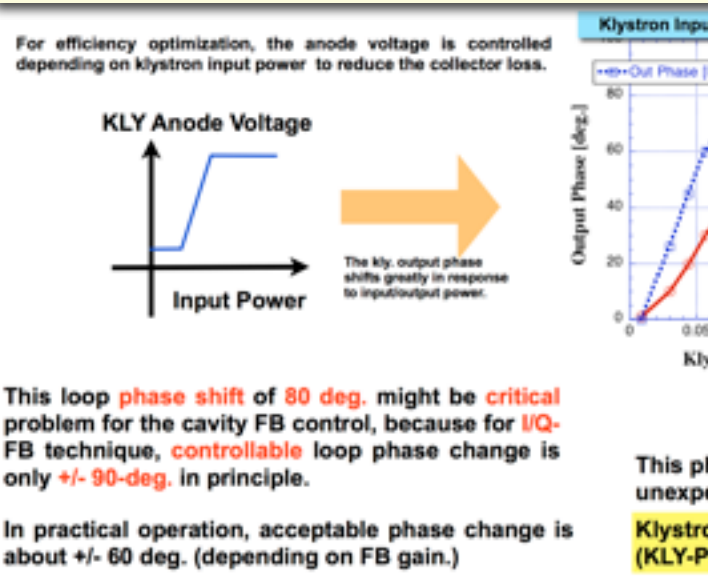 Klystron Inpu
For efficiency optimization, the anode voltage is controlled
depending on klystron input power to reduce the collector loss.
Out Phase [
80
KLY Anode Voltage
60
Output Phase [deg.]
40
The kly. output phase
shifts greatly in response
to input/output power.
20
Input Power
0
0
0.05
Kly
This loop phase shift of 80 deg. might be critical
problem for the cavity FB control, because for I/Q-
FB technique, controllable loop phase change is
only +/- 90-deg. in principle.
This pl
unexpe
In practical operation, acceptable phase change is
about +/- 60 deg. (depending on FB gain.)
Klystro
(KLY-P